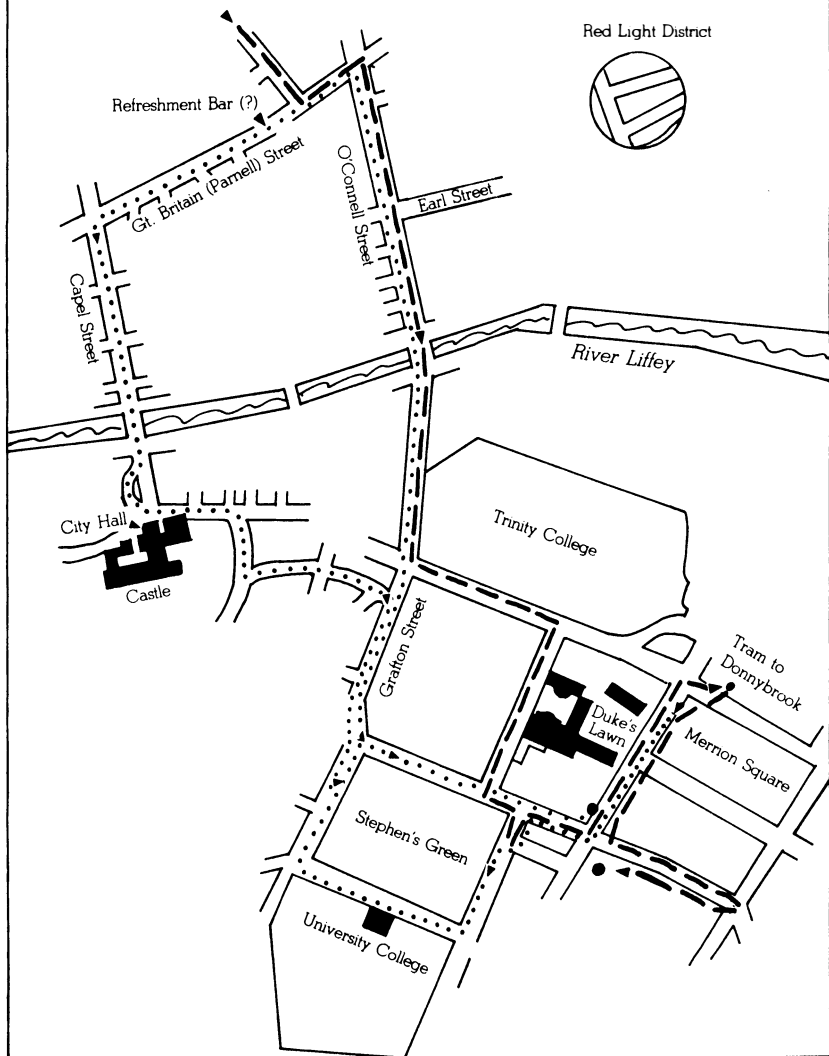 Red Light District
Refreshment Bar (?)
Gt. Britain (Parnell) Street
O'Connell Street
Earl Street
Capel Street
River Liffey
City Hall
Castle
Trinity College
Grafton Street
Tram to
Donnybrook
Duke's
Lawn
Merrion Square
Stephen's Green
University College